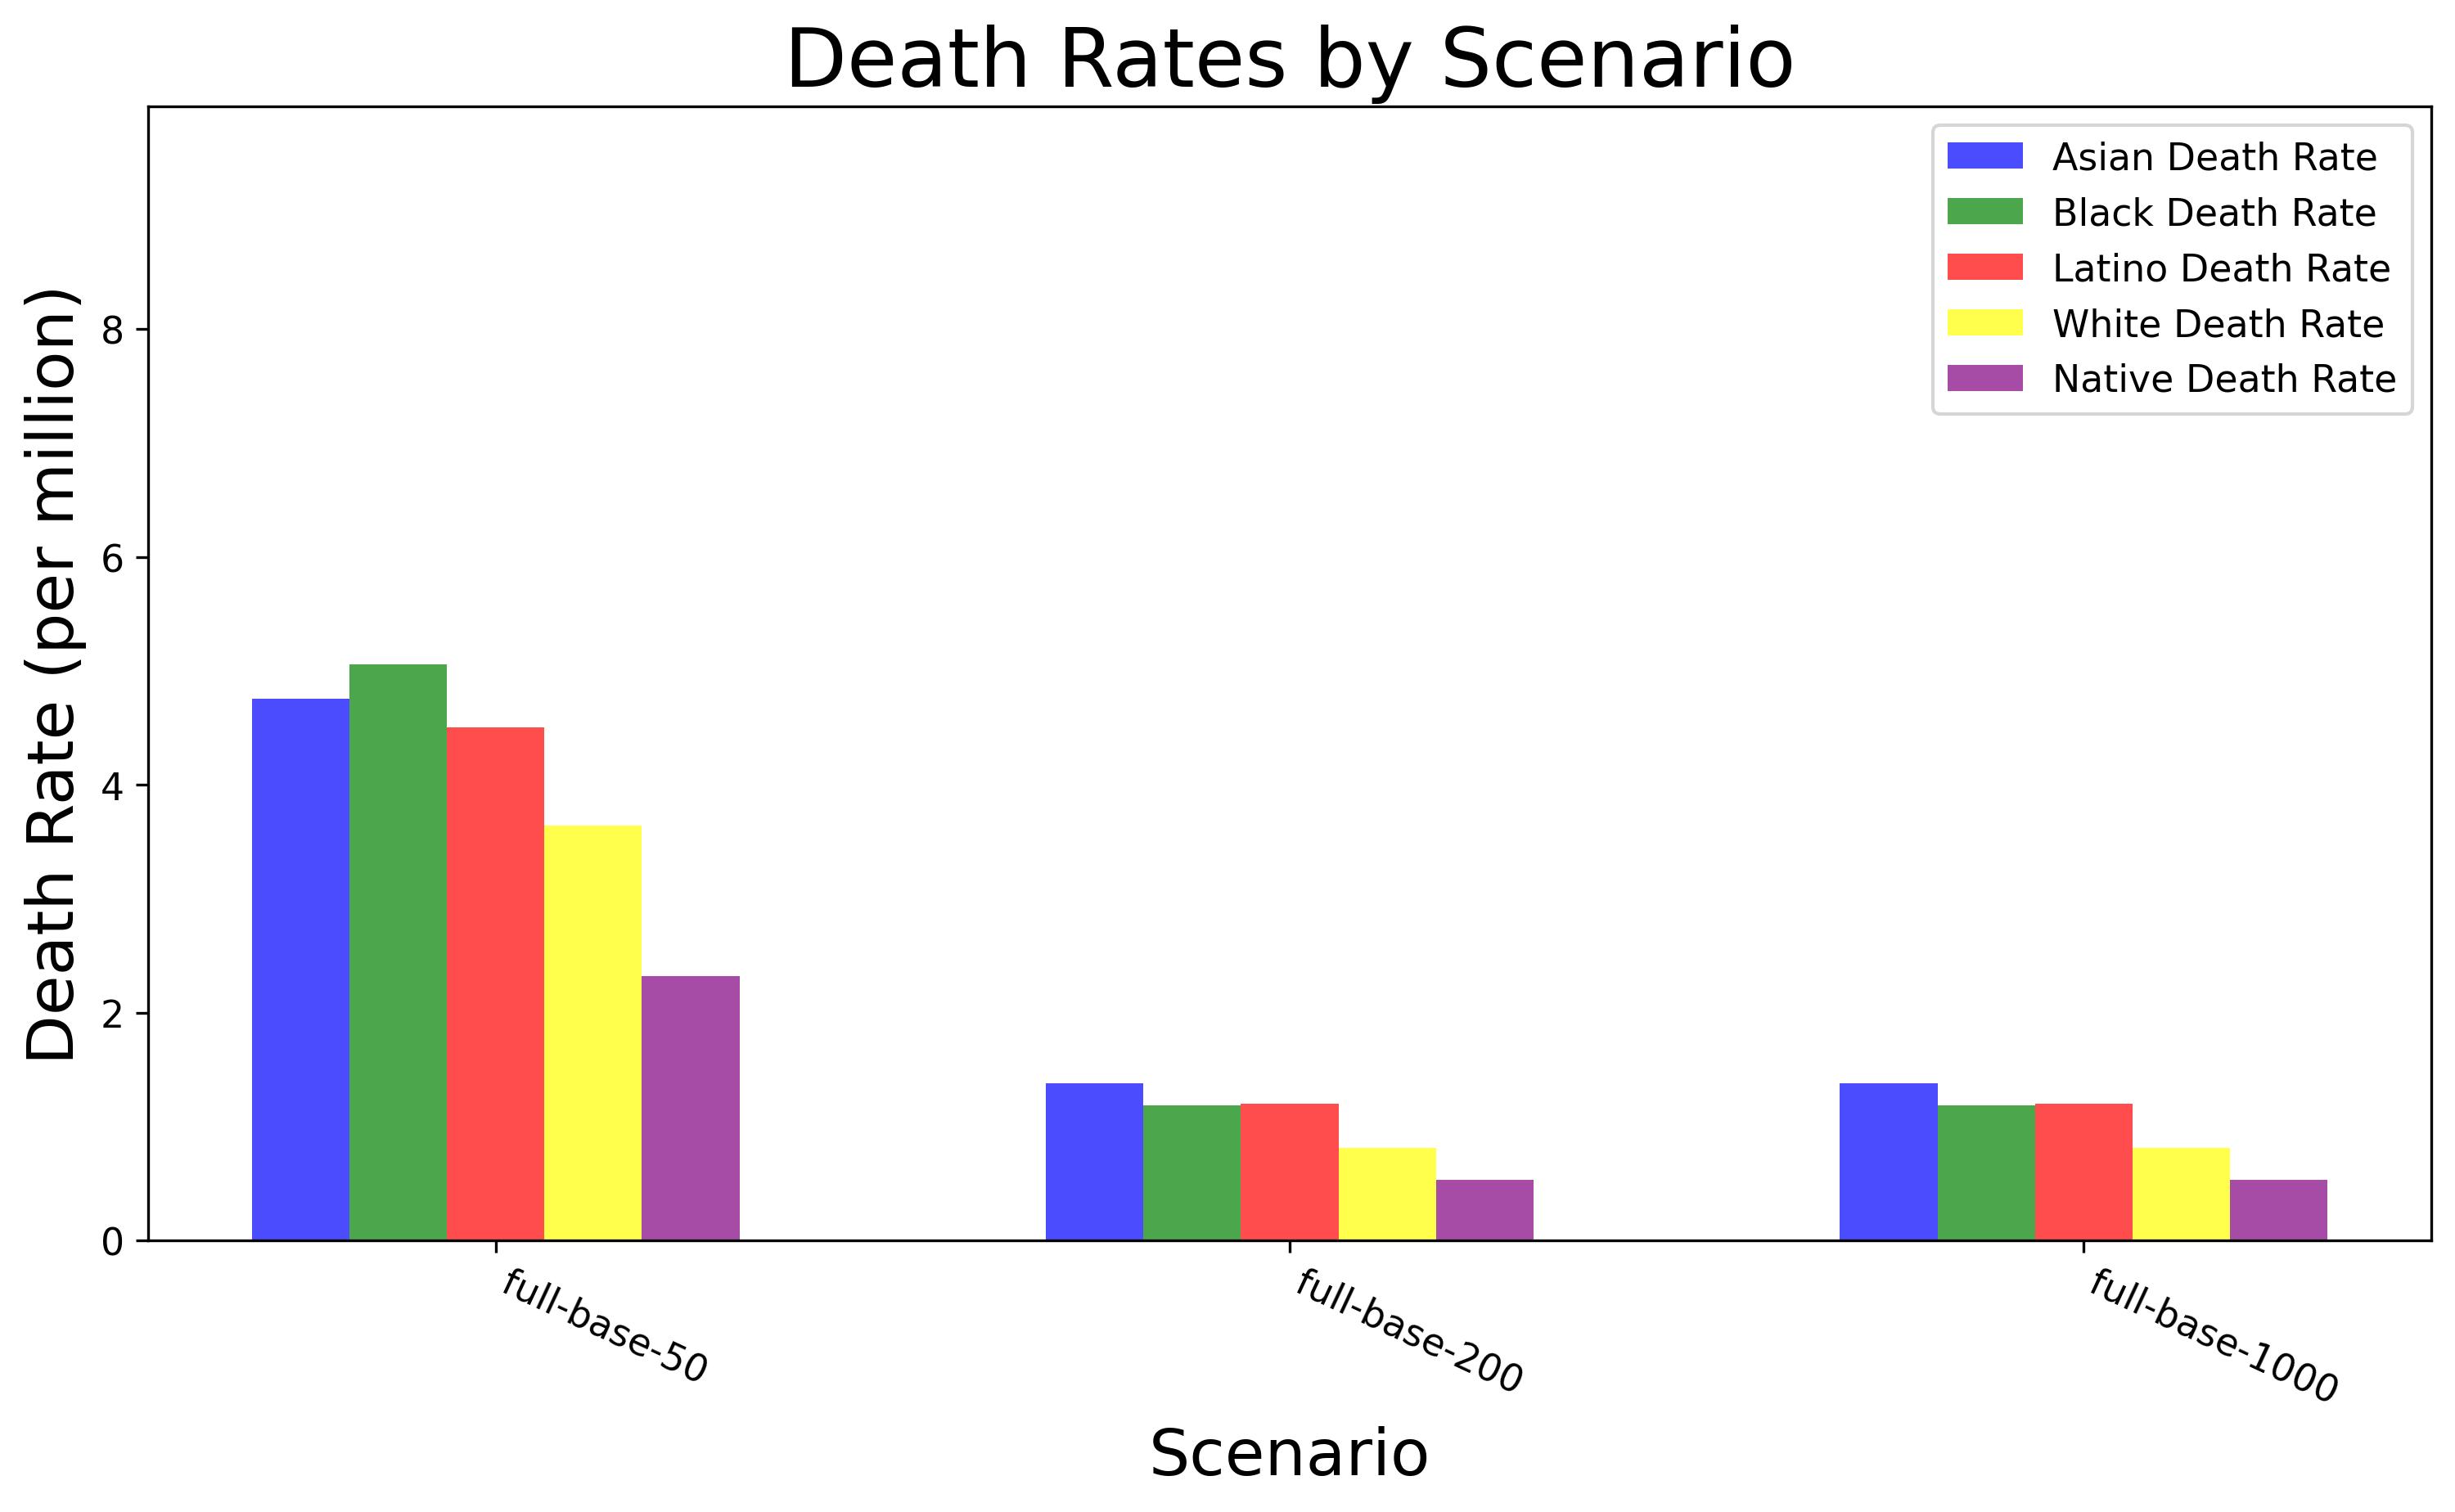 Death Rates by Scenario
Asian Death Rate
Black Death Rate
Latino Death Rate
White Death Rate
Native Death Rate
Death Rate (per million)
8
6
4
2
0
full-base-50
full-base-200
full-base-1000
Scenario